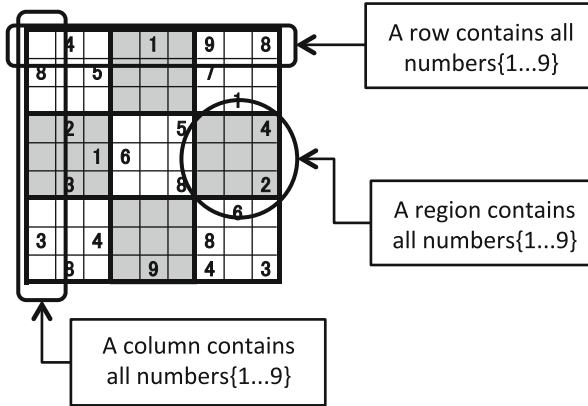 4 1 9 8
8 5 7
1
2 5 4
1 6
3 8 2
6
3 4 8
8 9 4 3
A row contains all
numbers{1...9}
A region contains
all numbers{1...9}
A column contains
all numbers{1...9}